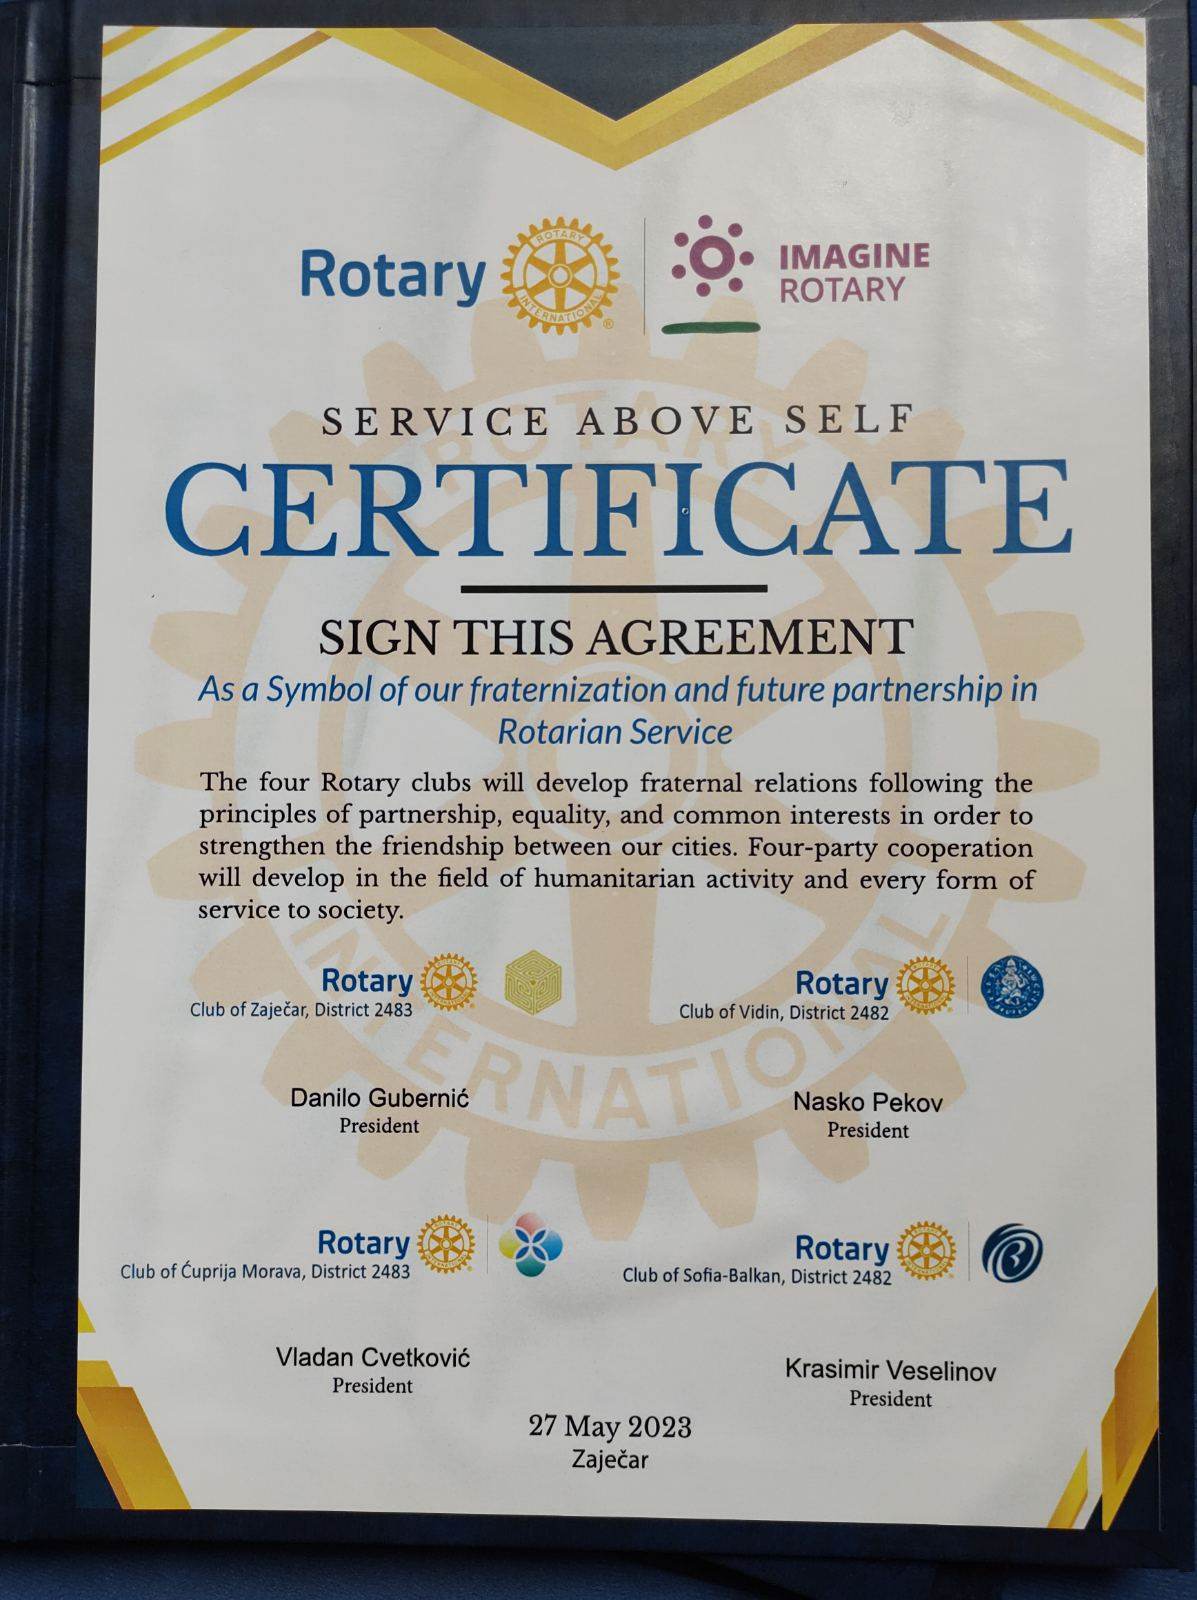 Rotary
ROTARY
INTERNATIONAL
®
IMAGINE
ROTARY
SERVICE ABOVE SELF
CERTIFICATE
SIGN THIS AGREEMENT
As a Symbol of our fraternization and future partnership in
Rotarian Service
The four Rotary clubs will develop fraternal relations following the
principles of partnership, equality, and common interests in order to
strengthen the friendship between our cities. Four-party cooperation
will develop in the field of humanitarian activity and every form of
service to society.
ROTARY
INTERNATIONAL
Rotary
Club of Zaječar, District 2483
Rotary
Club of Vidin, District 2482
Danilo Gubernić
President
Nasko Pekov
President
Rotary
Club of Ćuprija Morava, District 2483
Rotary
Club of Sofia-Balkan, District 2482
Vladan Cvetković
President
Krasimir Veselinov
President
27 May 2023
Zaječar